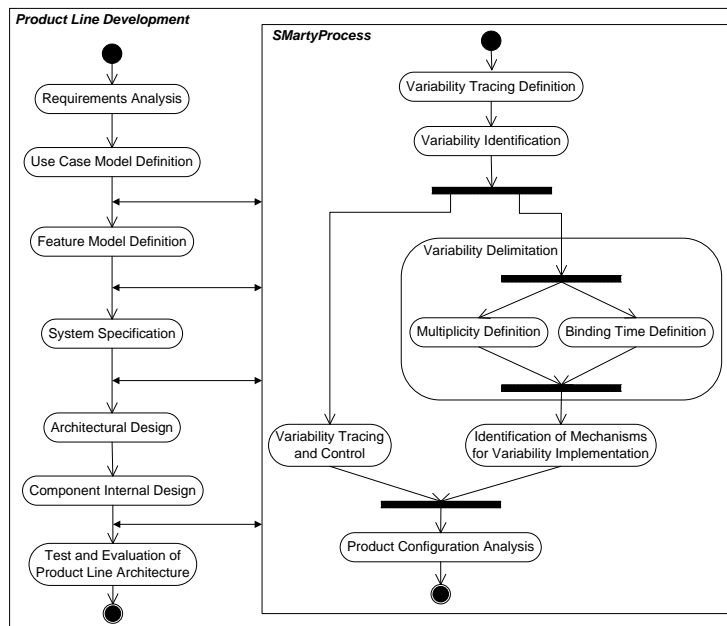 Product Line Development
Requirements Analysis
Use Case Model Definition
Feature Model Definition
System Specification
Architectural Design
Component Internal Design
Test and Evaluation of
Product Line Architecture
SMartyProcess
Variability Tracing Definition
Variability Identification
Variability Delimitation
Multiplicity Definition
Binding Time Definition
Variability Tracing
and Control
Identification of Mechanisms
for Variability Implementation
Product Configuration Analysis